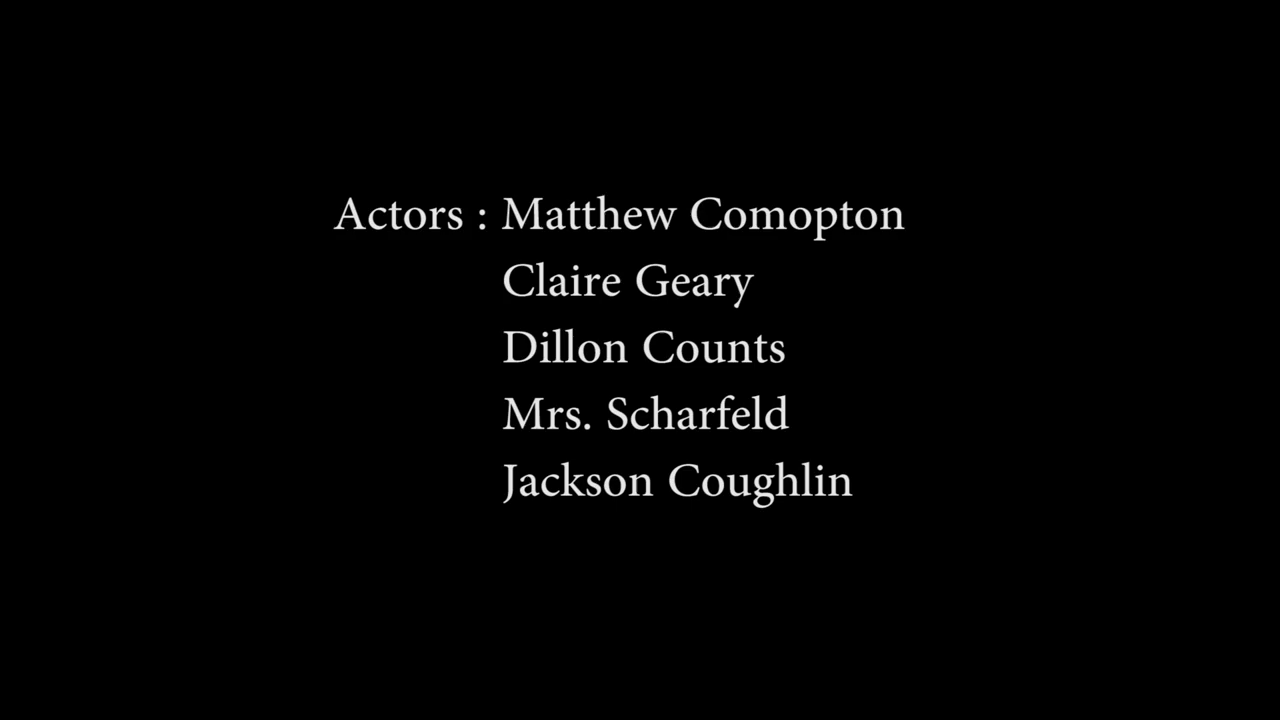 Actors : Matthew Comopton
Claire Geary
Dillon Counts
Mrs. Scharfeld
Jackson Coughlin